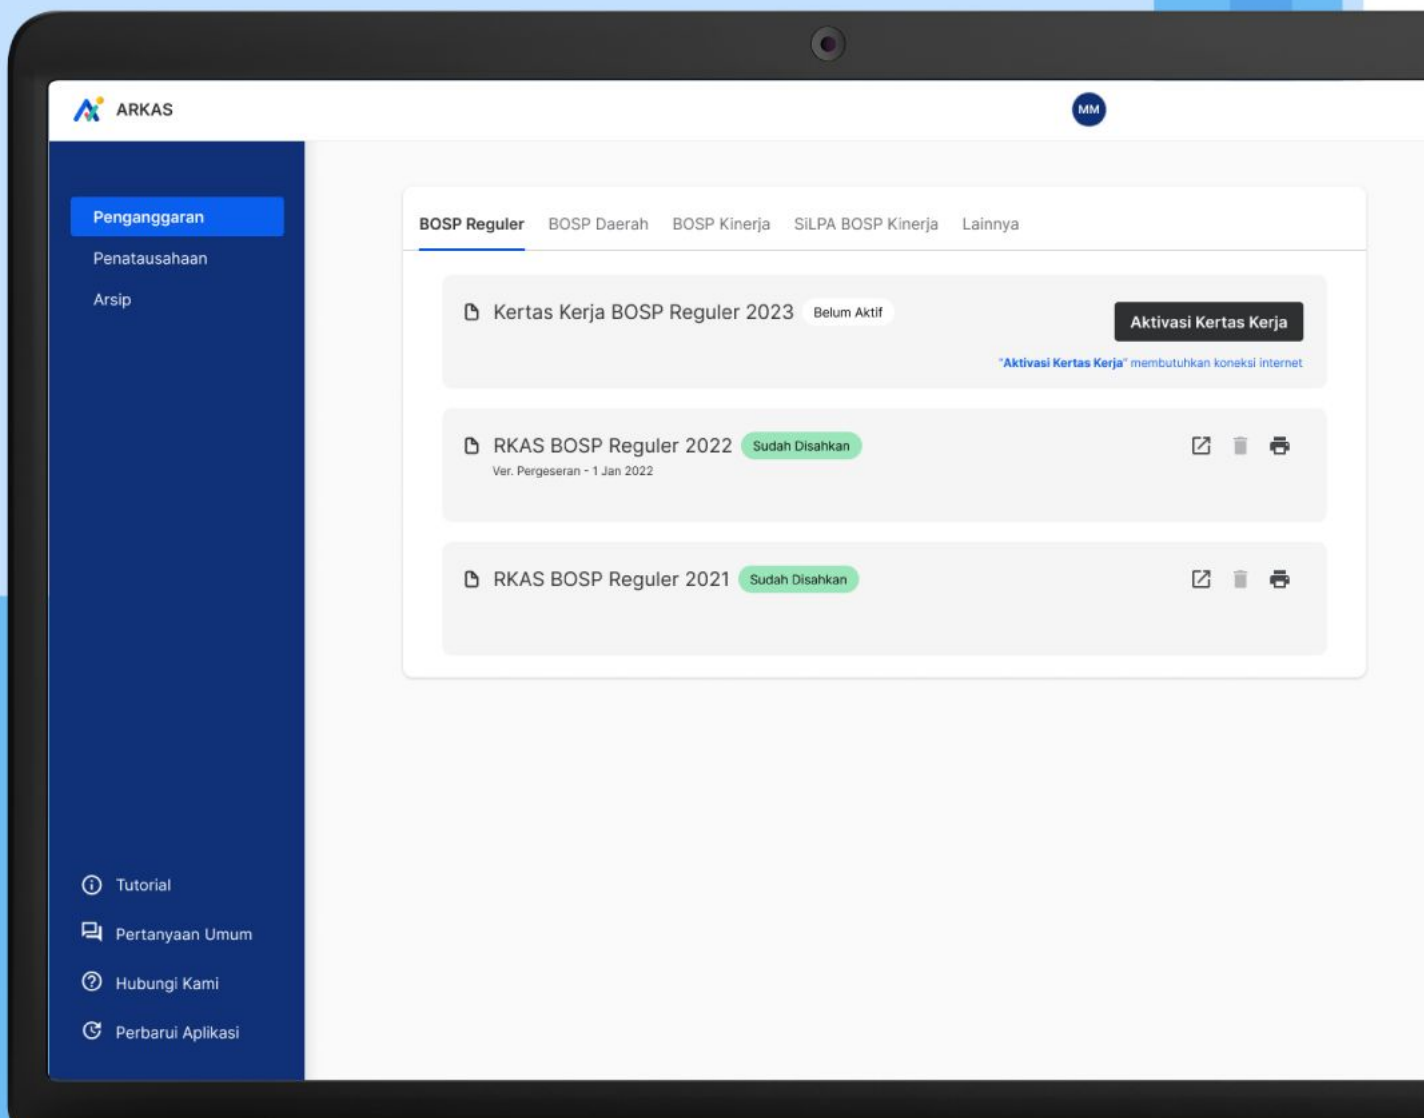 ARKAS
MM
Penganggaran
Penatausahaan
Arsip
BOSP Reguler BOSP Daerah BOSP Kinerja SiLPA BOSP Kinerja Lainnya
Kertas Kerja BOSP Reguler 2023 Belum Aktif
Aktivasi Kertas Kerja
"Aktivasi Kertas Kerja" membutuhkan koneksi internet
RKAS BOSP Reguler 2022 Sudah Disahkan
Ver. Pergeseran - 1 Jan 2022
RKAS BOSP Reguler 2021 Sudah Disahkan
Tutorial
Pertanyaan Umum
Hubungi Kami
Perbarui Aplikasi